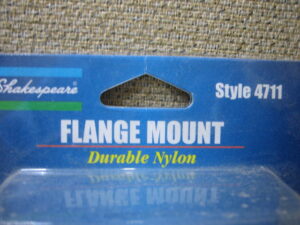 Shakespeare
Style 4711
FLANGE MOUNT
Durable Nylon